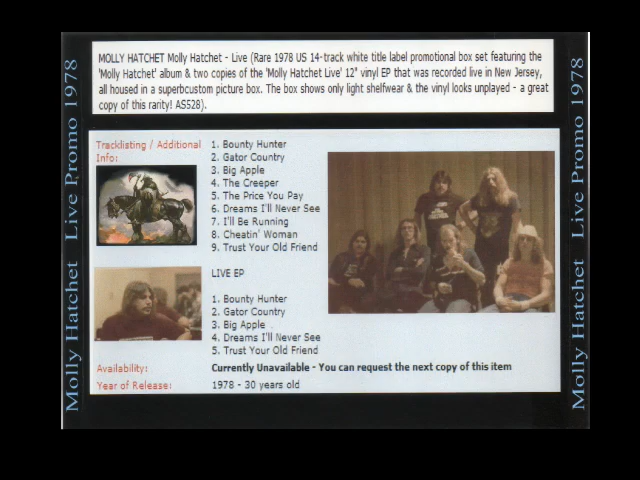 Molly Hatchet Live Promo 1978
MOLLY HATCHET Molly Hatchet - Live (Rare 1978 US 14-track white title label promotional box set featuring the
'Molly Hatchet' album & two copies of the 'Molly Hatchet Live' 12" vinyl EP that was recorded live in New Jersey,
all housed in a superbcustom picture box. The box shows only light shelfwear & the vinyl looks unplayed - a great
copy of this rarity! AS528).
Tracklisting / Additional
Info:
1. Bounty Hunter
2. Gator Country
3. Big Apple
4. The Creeper
5. The Price You Pay
6. Dreams I'll Never See
7. I'll Be Running
8. Cheatin' Woman
9. Trust Your Old Friend
LIVE EP
1. Bounty Hunter
2. Gator Country
3. Big Apple
4. Dreams I'll Never See
5. Trust Your Old Friend
Availability: Currently Unavailable - You can request the next copy of this item
Year of Release: 1978 - 30 years old
Molly Hatchet Live Promo 1978